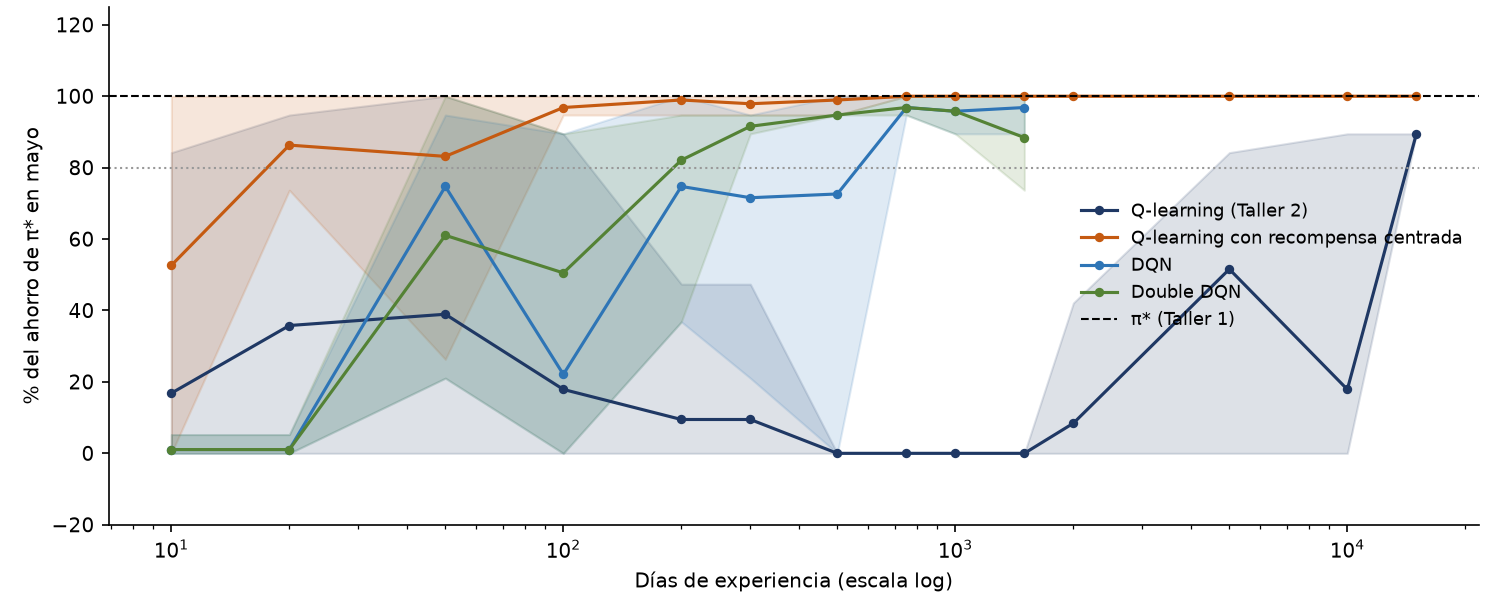 120
100
80
60
40
20
0
−20
% del ahorro de π* en mayo
Q-learning (Taller 2)
Q-learning con recompensa centrada
DQN
Double DQN
π* (Taller 1)
10¹ 10² 10³ 10⁴
Días de experiencia (escala log)